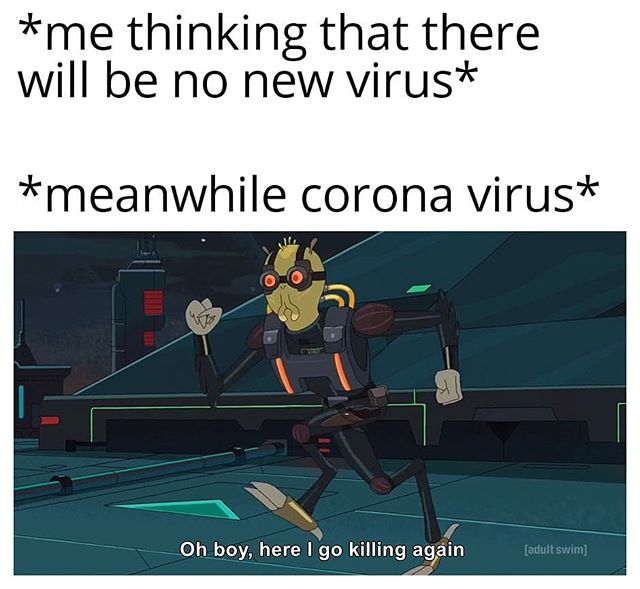 *me thinking that there
will be no new virus*
*meanwhile corona virus*
Oh boy, here I go killing again
[adult swim]